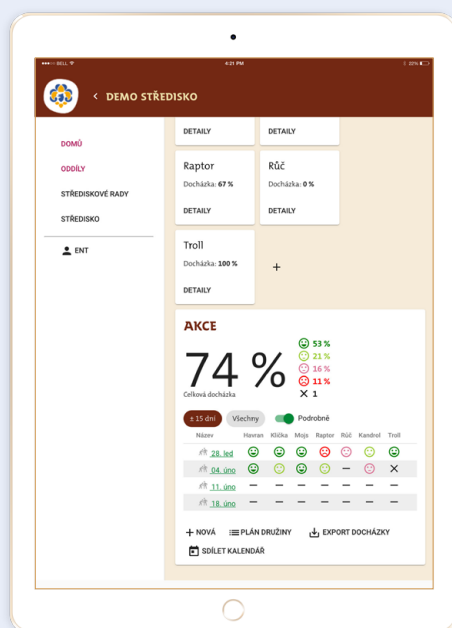 BELL
4:21 PM
22%
< DEMO STŘEDISKO
DOMŮ
ODDÍLY
STŘEDISKOVÉ RADY
STŘEDISKO
ENT
DETAILY DETAILY
Raptor Růč
Docházka: 67 % Docházka: 0 %
DETAILY DETAILY
Troll
Docházka: 100 %
+
DETAILY
AKCE
74 %
Celková docházka
53 %
21 %
16 %
11 %
X 1
± 15 dní Všechny Podrobně
Název Havran Klička Mojo Raptor Růč Kandrol Troll
28. led
04. úno — X
11. úno — — — — — — —
18. úno — — — — — — —
+ NOVÁ PLÁN DRUŽINY EXPORT DOCHÁZKY
SDÍLET KALENDÁŘ